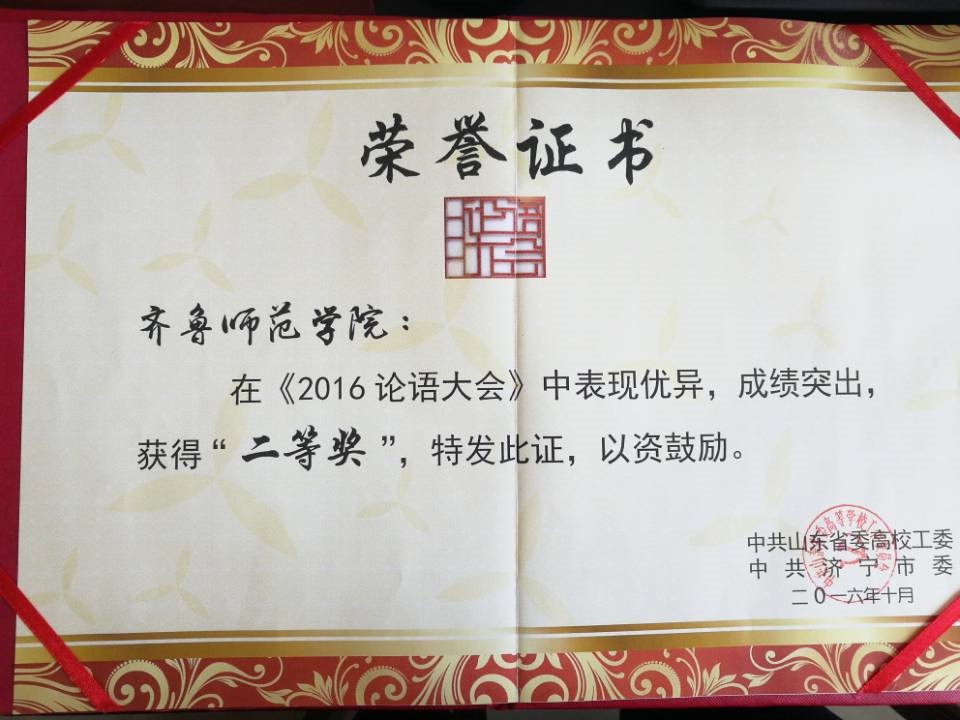 荣誉证书
齐鲁师范学院：
在《2016论语大会》中表现优异，成绩突出，
获得“二等奖”，特发此证，以资鼓励。
中共山东省委高校工委
中共济宁市委
二0一六年十月